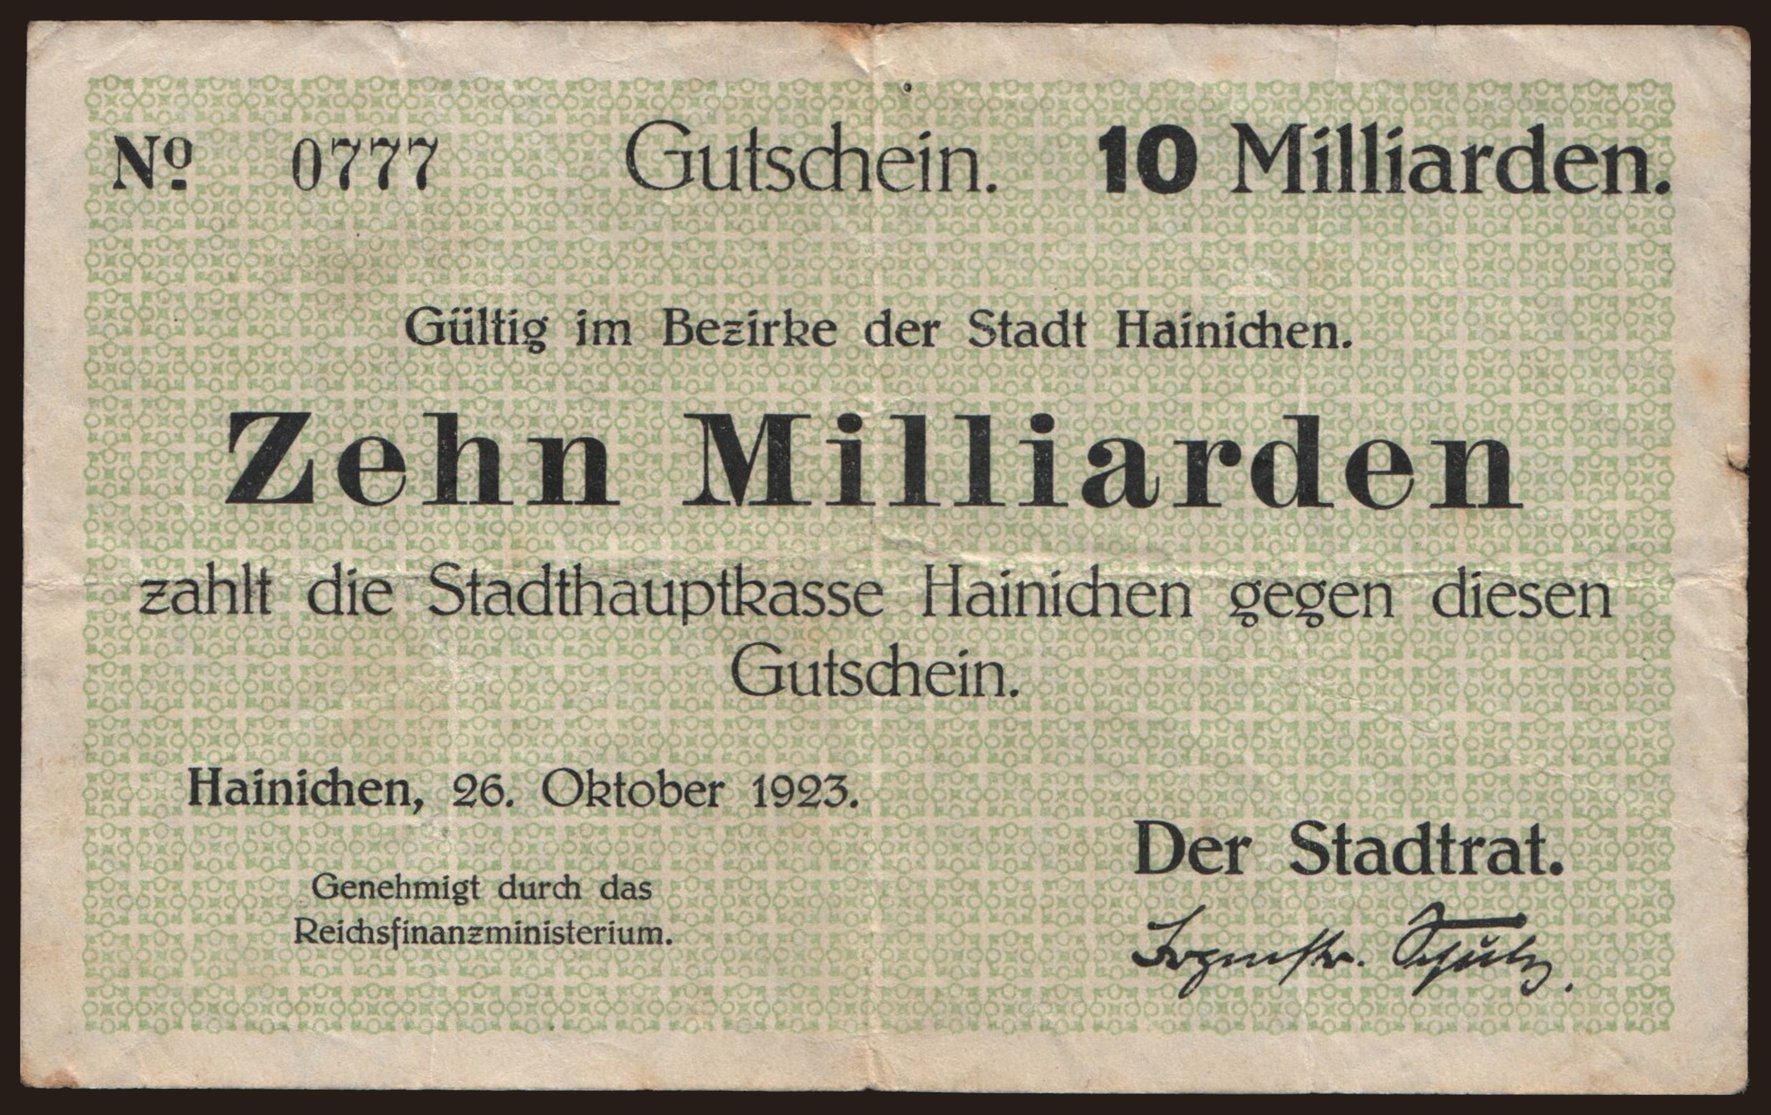 Nº 0777 Gutschein. 10 Milliarden.
Gültig im Bezirke der Stadt Hainichen.
Zehn Milliarden
zahlt die Stadthauptkasse Hainichen gegen diesen
Gutschein.
Hainichen, 26. Oktober 1923.
Der Stadtrat.
Genehmigt durch das
Reichsfinanzministerium.